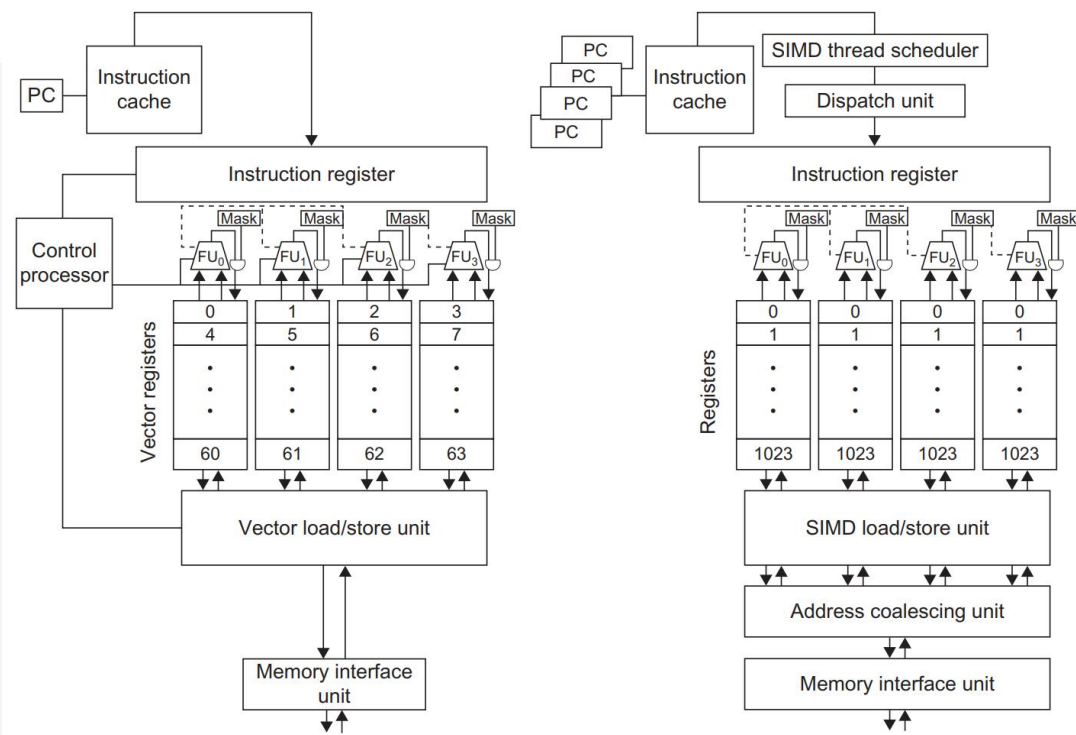 PC
Instruction
cache
Instruction register
Control
processor
Mask
Mask
Mask
Mask
FU0
FU1
FU2
FU3
Vector registers
0
1
2
3
4
5
6
7
60
61
62
63
Vector load/store unit
Memory interface
unit
PC
PC
PC
PC
Instruction
cache
SIMD thread scheduler
Dispatch unit
Instruction register
Mask
Mask
Mask
Mask
FU0
FU1
FU2
FU3
Registers
0
0
0
0
1
1
1
1
1023
1023
1023
1023
SIMD load/store unit
Address coalescing unit
Memory interface unit